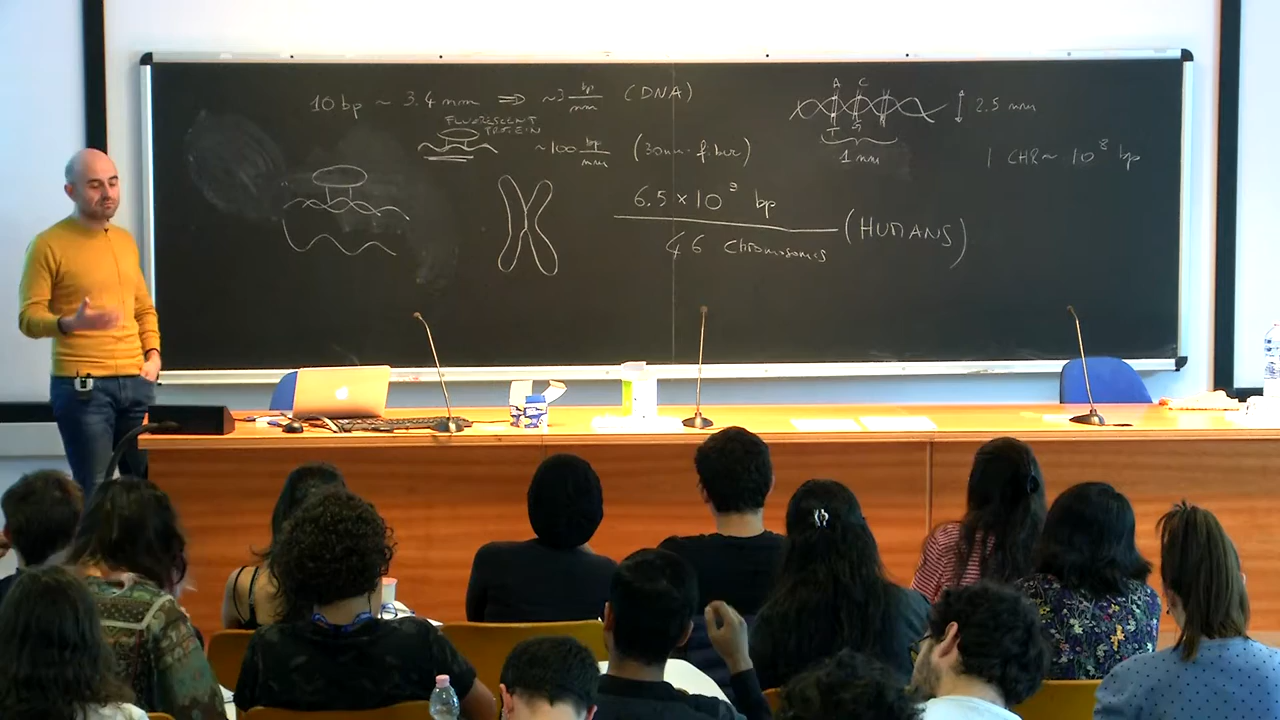 10 bp ~ 3.4 nm ⇒ ~3 bp/nm (DNA)
FLUORESCENT
PROTEIN
~100 bp/nm (30nm-fiber)
6.5 × 10⁹ bp
46 Chromosomes
(HUMANS)
A C
T G
1 nm
2.5 nm
1 CHR ~ 10⁸ bp